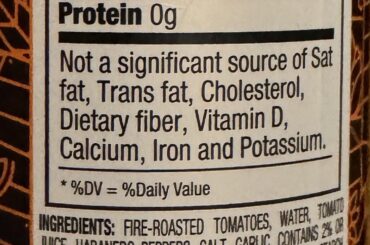 Protein 0g
Not a significant source of Sat
fat, Trans fat, Cholesterol,
Dietary fiber, Vitamin D,
Calcium, Iron and Potassium.
* %DV = %Daily Value
INGREDIENTS: FIRE-ROASTED TOMATOES, WATER, TOMATO
JUICE, HABANERO PEPPERS, SALT, GARLIC. CONTAINS 2% OR